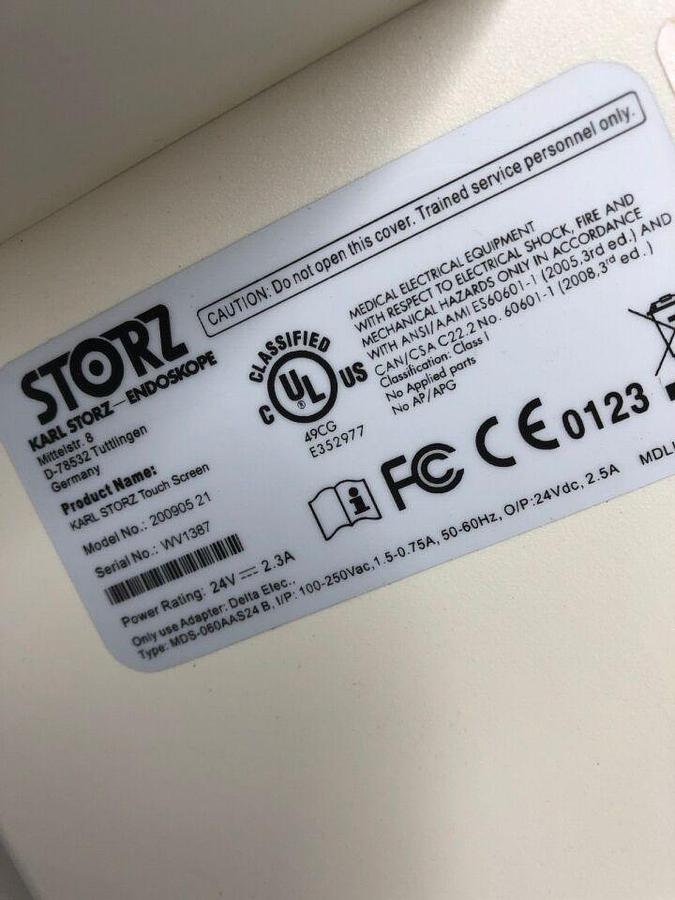 CAUTION: Do not open this cover. Trained service personnel only.
STORZ
KARL STORZ—ENDOSKOPE
Mittelstr. 8
D-78532 Tuttlingen
Germany
Product Name:
KARL STORZ Touch Screen
Model No.: 200905 21
Serial No.: WV1387
Power Rating: 24V ⎓ 2.3A
Only use Adapter: Delta Elec.,
Type: MDS-060AAS24 B, I/P: 100-250Vac,1.5-0.75A, 50-60Hz, O/P:24Vdc, 2.5A
CLASSIFIED
C UL ® US
49CG
E352977
MEDICAL ELECTRICAL EQUIPMENT
WITH RESPECT TO ELECTRICAL SHOCK, FIRE AND
MECHANICAL HAZARDS ONLY IN ACCORDANCE
WITH ANSI/AAMI ES60601-1 (2005,3rd ed.) AND
CAN/CSA C22.2 No. 60601-1 (2008,3rd ed.)
Classification: Class I
No Applied parts
No AP/APG
i FC CE 0123